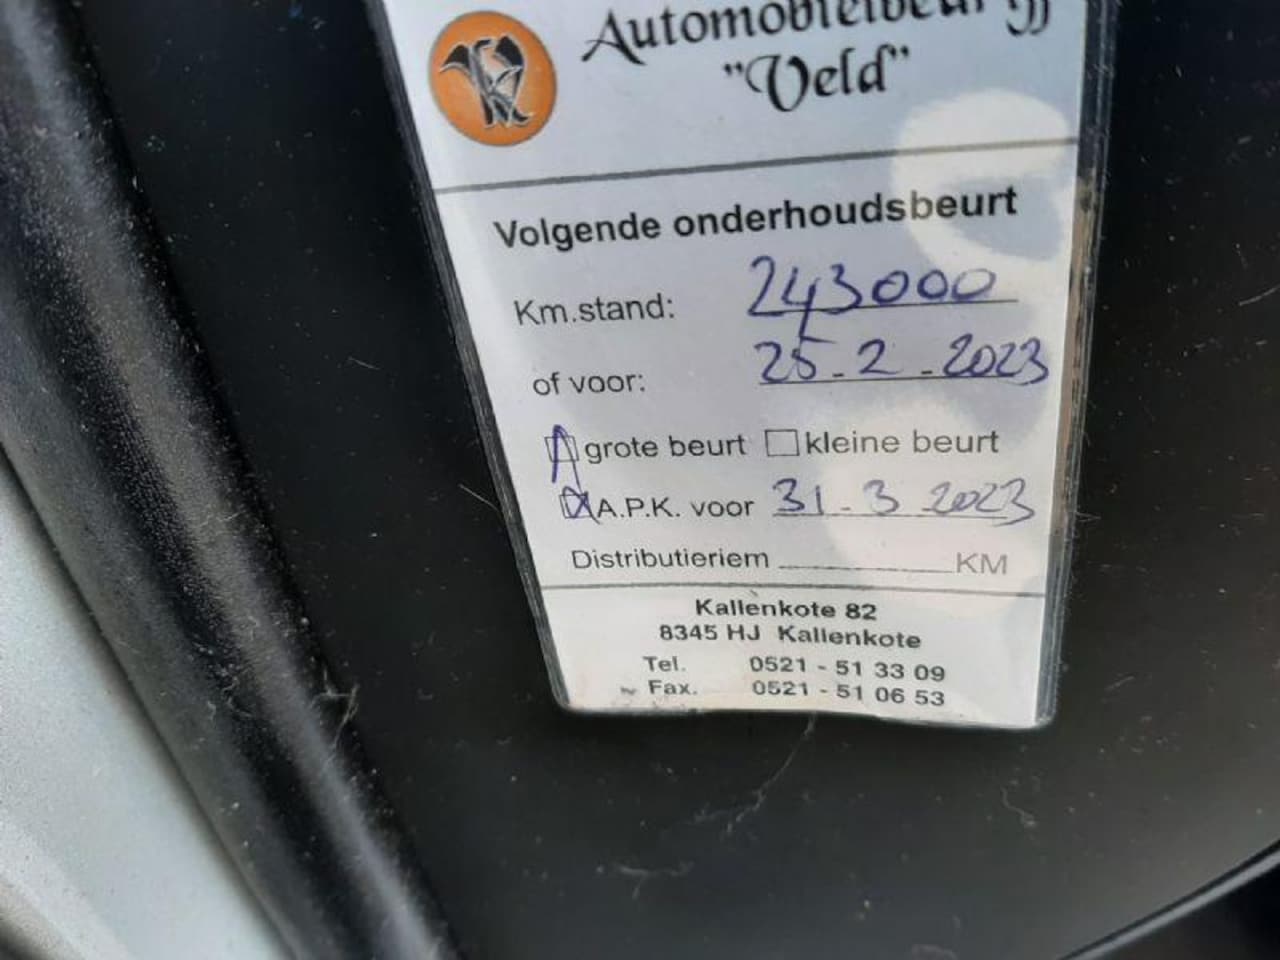 Automobielbedrijf
"Veld"
Volgende onderhoudsbeurt
Km.stand: 243000
of voor: 25-2-2023
grote beurt kleine beurt
A.P.K. voor 31-3 2023
Distributieriem KM
Kallenkote 82
8345 HJ Kallenkote
Tel. 0521 - 51 33 09
Fax. 0521 - 51 06 53